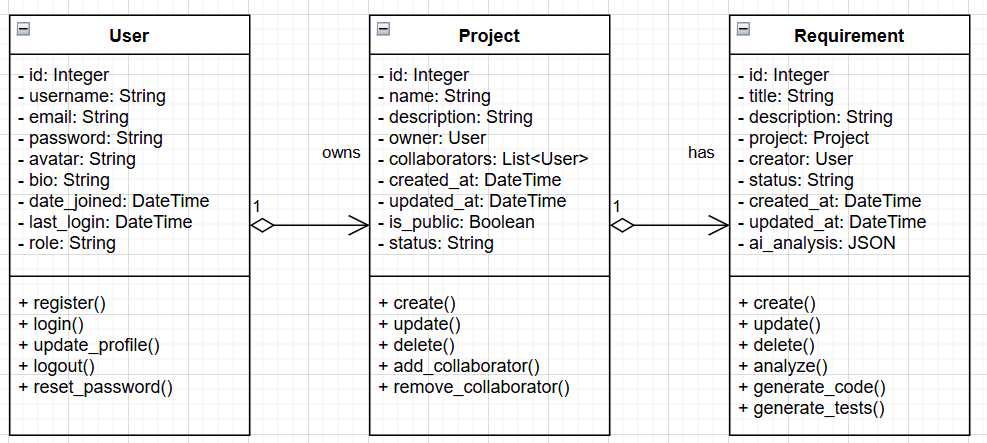 User
- id: Integer
- username: String
- email: String
- password: String
- avatar: String
- bio: String
- date_joined: DateTime
- last_login: DateTime
- role: String
+ register()
+ login()
+ update_profile()
+ logout()
+ reset_password()
1
owns
Project
- id: Integer
- name: String
- description: String
- owner: User
- collaborators: List<User>
- created_at: DateTime
- updated_at: DateTime
- is_public: Boolean
- status: String
+ create()
+ update()
+ delete()
+ add_collaborator()
+ remove_collaborator()
1
has
Requirement
- id: Integer
- title: String
- description: String
- project: Project
- creator: User
- status: String
- created_at: DateTime
- updated_at: DateTime
- ai_analysis: JSON
+ create()
+ update()
+ delete()
+ analyze()
+ generate_code()
+ generate_tests()